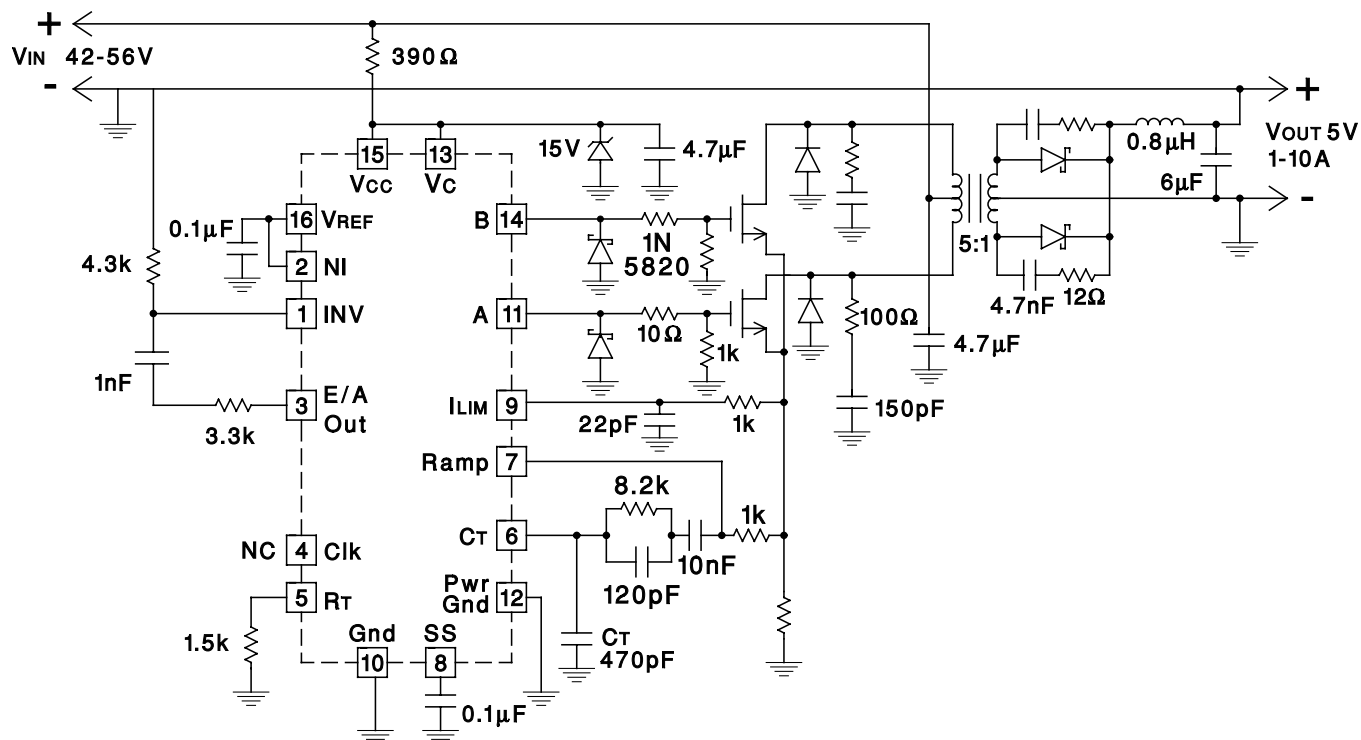 +
VIN 42-56V
-
390Ω
+
VOUT 5V
1-10A
-
15
VCC
13
VC
15V
4.7µF
0.8µH
6µF
16 VREF
0.1µF
2 NI
4.3k
1 INV
1nF
3 E/A
Out
3.3k
B 14
1N
5820
A 11
10Ω
1k
5:1
4.7nF
12Ω
100Ω
4.7µF
150pF
ILIM 9
22pF
1k
Ramp 7
8.2k
CT 6
10nF
1k
120pF
NC 4 Clk
5 RT
1.5k
Pwr
Gnd 12
Gnd
10
SS
8
0.1µF
CT
470pF